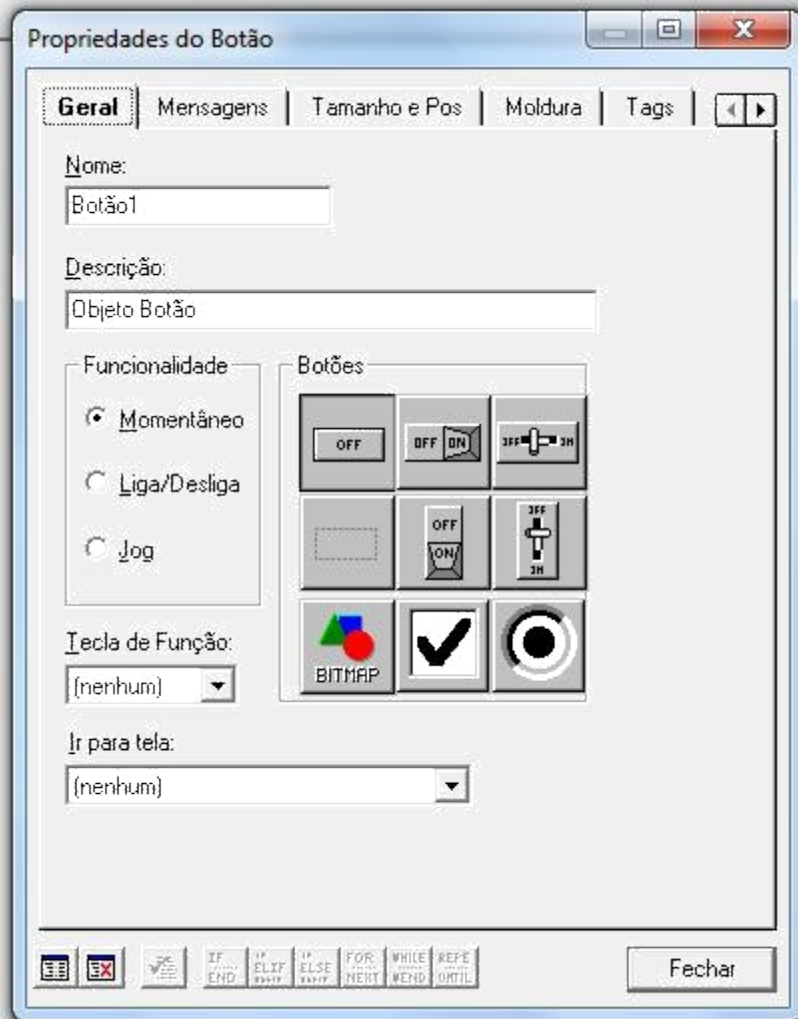 Propriedades do Botão
Geral Mensagens Tamanho e Pos Moldura Tags
Nome:
Botão1
Descrição:
Objeto Botão
Funcionalidade
Momentâneo
Liga/Desliga
Jog
Botões
OFF OFF ON
OFF
ON
BITMAP
Tecla de Função:
(nenhum)
Ir para tela:
(nenhum)
IF END
IF ELIF
IF ELSE
FOR NEXT
WHILE WEND
REPE
Fechar